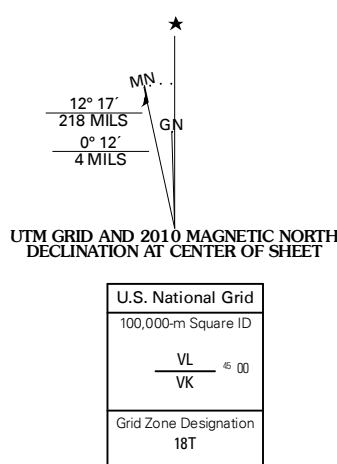 ★
MN
12° 17´
218 MILS
GN
0° 12´
4 MILS
UTM GRID AND 2010 MAGNETIC NORTH
DECLINATION AT CENTER OF SHEET
U.S. National Grid
100,000-m Square ID
VL
45 00
VK
Grid Zone Designation
18T